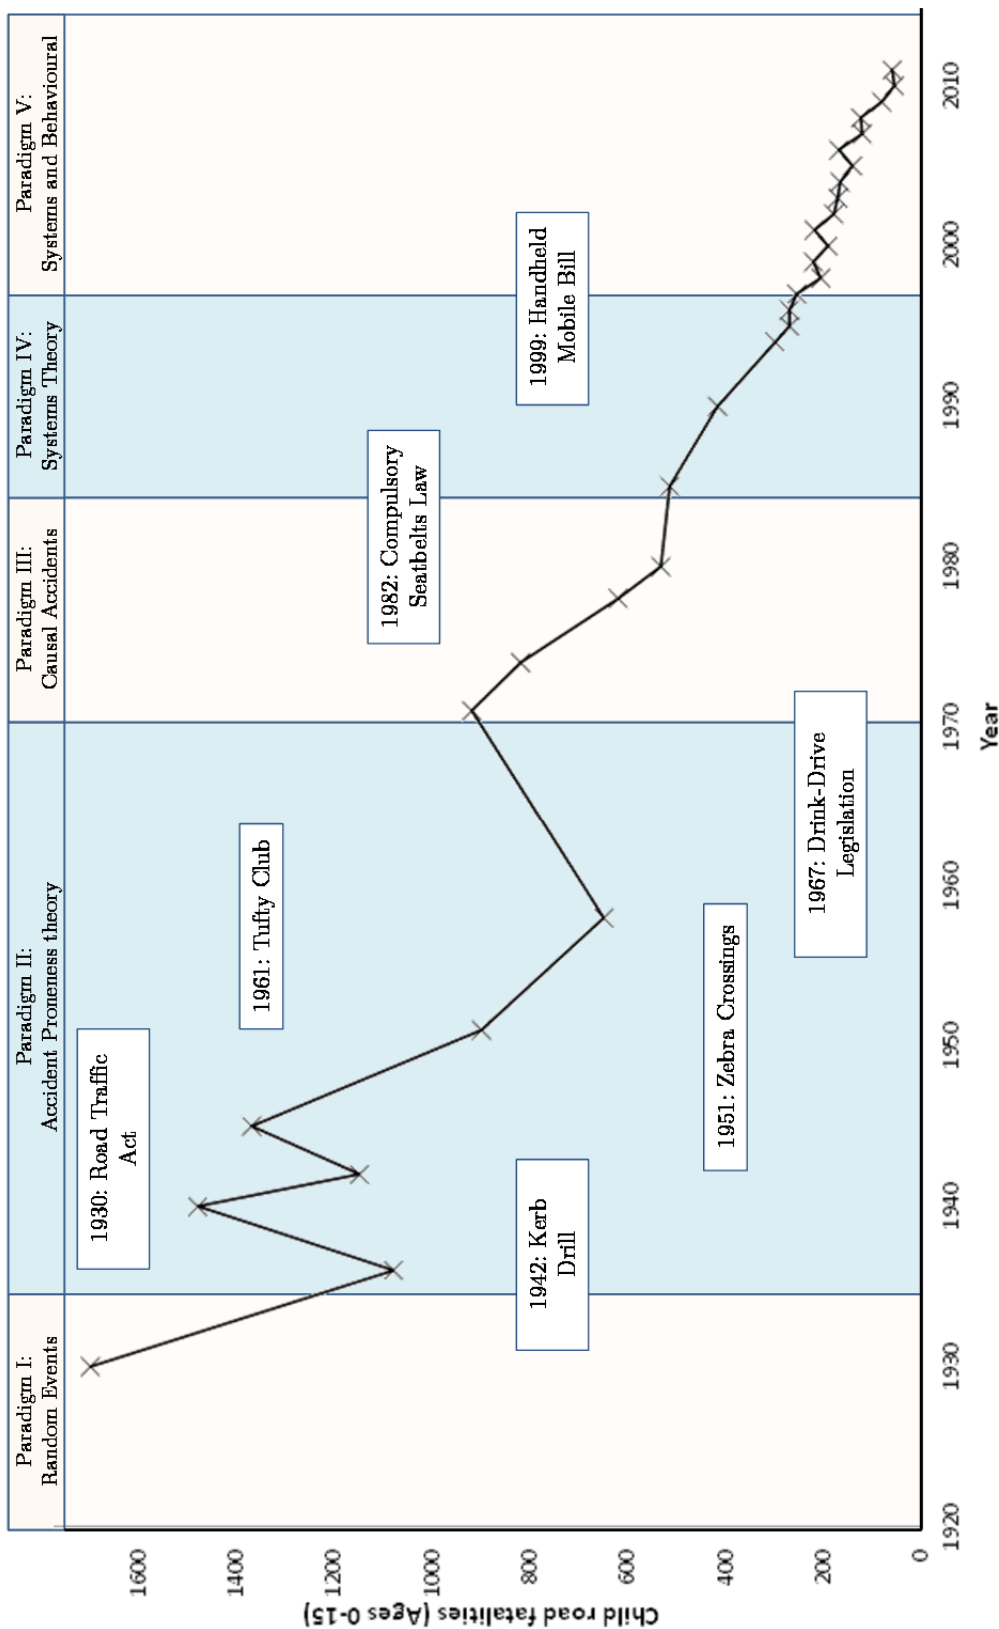 Paradigm I:
Random Events
Paradigm II:
Accident Proneness theory
Paradigm III:
Causal Accidents
Paradigm IV:
Systems Theory
Paradigm V:
Systems and Behavioural
1930: Road Traffic
Act
1961: Tufty Club
1982: Compulsory
Seatbelts Law
1942: Kerb
Drill
1999: Handheld
Mobile Bill
1951: Zebra Crossings
1967: Drink-Drive
Legislation
Child road fatalities (Ages 0-15)
1600
1400
1200
1000
800
600
400
200
0
1920
1930
1940
1950
1960
1970
1980
1990
2000
2010
Year